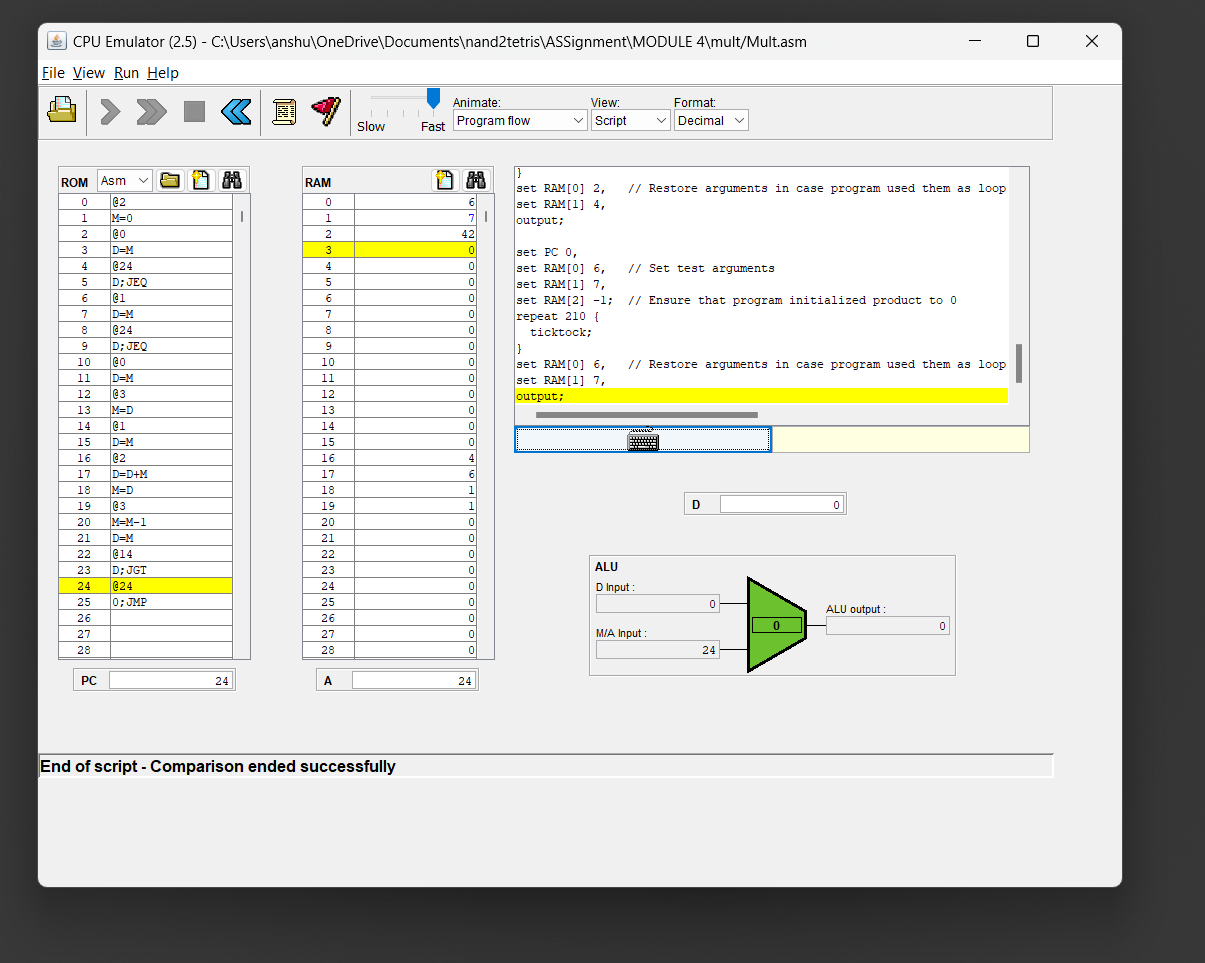 CPU Emulator (2.5) - C:\Users\anshu\OneDrive\Documents\nand2tetris\ASSignment\MODULE 4\mult/Mult.asm
File View Run Help
Slow Fast
Animate: View: Format:
Program flow Script Decimal
ROM Asm
0 @2
1 M=0
2 @0
3 D=M
4 @24
5 D;JEQ
6 @1
7 D=M
8 @24
9 D;JEQ
10 @0
11 D=M
12 @3
13 M=D
14 @1
15 D=M
16 @2
17 D=D+M
18 M=D
19 @3
20 M=M-1
21 D=M
22 @14
23 D;JGT
24 @24
25 0;JMP
26
27
28
PC 24
RAM
0 6
1 7
2 42
3 0
4 0
5 0
6 0
7 0
8 0
9 0
10 0
11 0
12 0
13 0
14 0
15 0
16 4
17 6
18 1
19 1
20 0
21 0
22 0
23 0
24 0
25 0
26 0
27 0
28 0
A 24
}
set RAM[0] 2,   // Restore arguments in case program used them as loop
set RAM[1] 4,
output;
set PC 0,
set RAM[0] 6,   // Set test arguments
set RAM[1] 7,
set RAM[2] -1;  // Ensure that program initialized product to 0
repeat 210 {
  ticktock;
}
set RAM[0] 6,   // Restore arguments in case program used them as loop
set RAM[1] 7,
output;
D 0
ALU
D Input :
0
M/A Input :
24
0
ALU output :
0
End of script - Comparison ended successfully